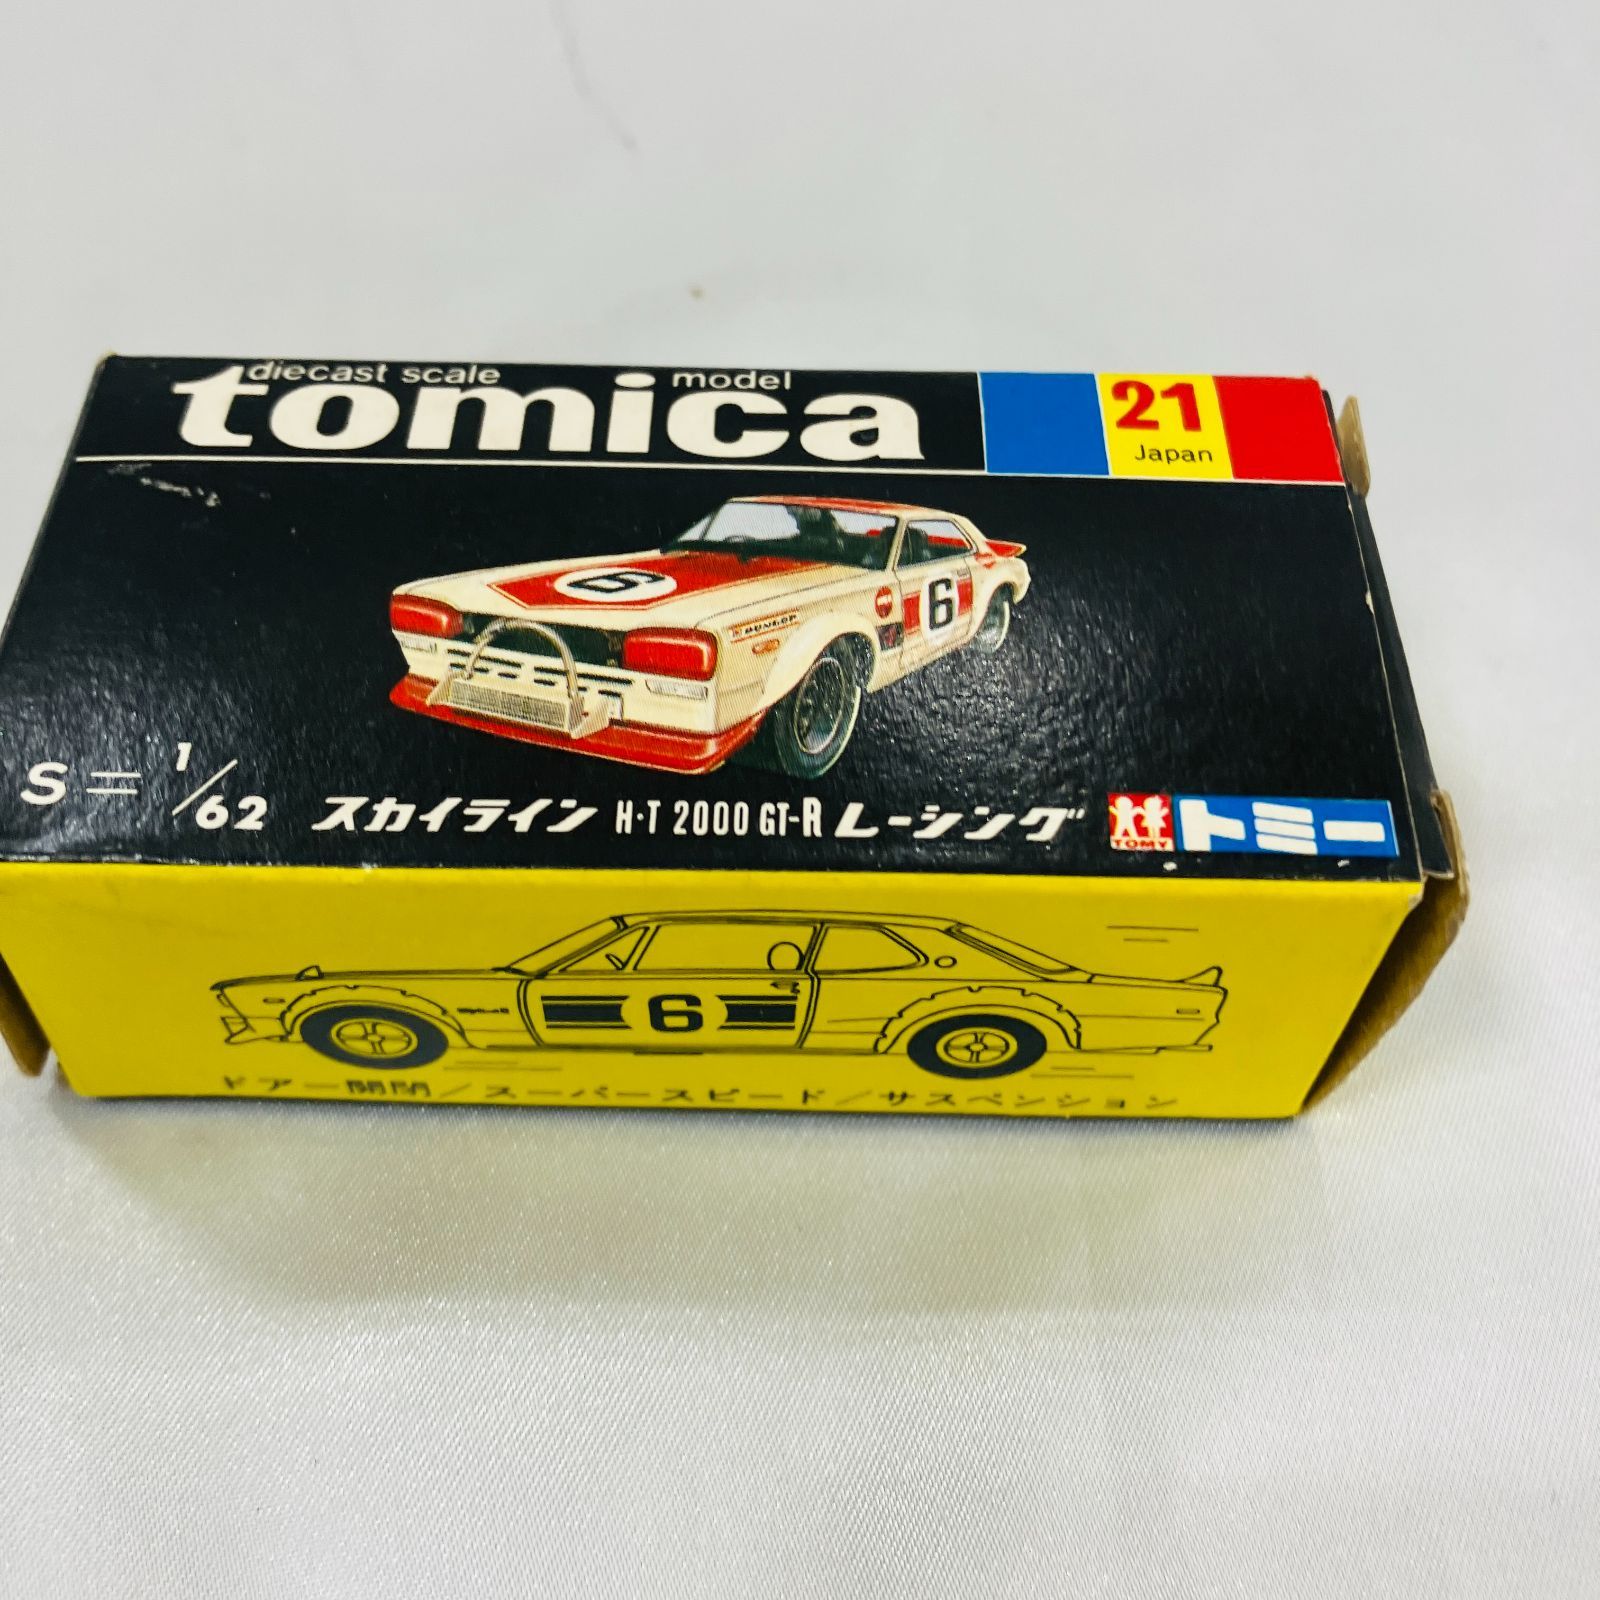 diecast scale model
tomica
21
Japan
6
6
DUNLOP
S=1/62 スカイライン H・T 2000 GT-R レーシング
TOMY
トミー
6
ドアー開閉/スーパースピード/サスペンション